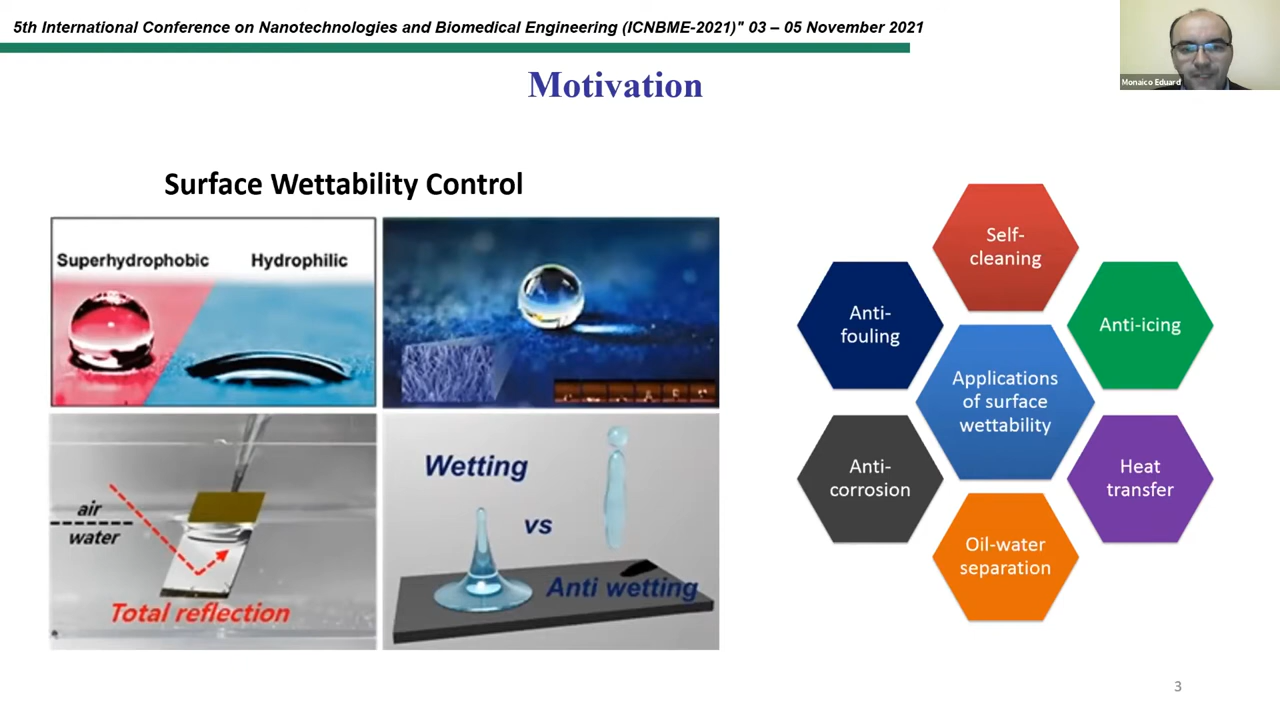 5th International Conference on Nanotechnologies and Biomedical Engineering (ICNBME-2021)" 03 – 05 November 2021
Monaico Eduard
Motivation
Surface Wettability Control
Superhydrophobic
Hydrophilic
air
water
Total reflection
Wetting
vs
Anti wetting
Self-
cleaning
Anti-
fouling
Anti-icing
Applications
of surface
wettability
Anti-
corrosion
Heat
transfer
Oil-water
separation
3